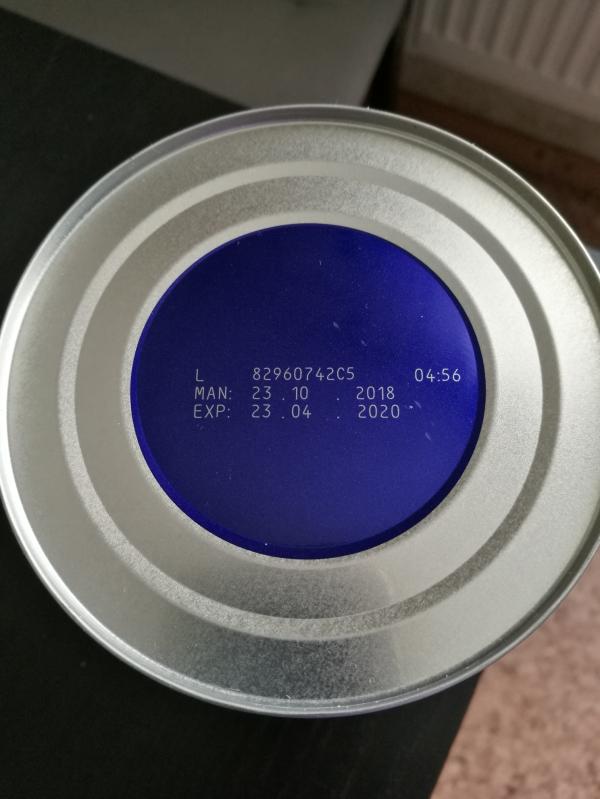 L 82960742C5 04:56
MAN: 23 . 10 . 2018
EXP: 23 . 04 . 2020